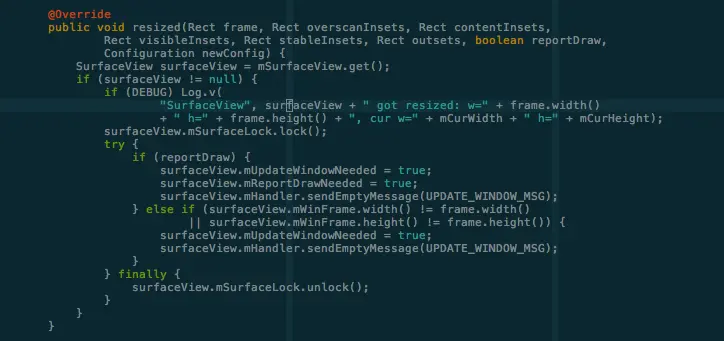 @Override
public void resized(Rect frame, Rect overscanInsets, Rect contentInsets,
Rect visibleInsets, Rect stableInsets, Rect outsets, boolean reportDraw,
Configuration newConfig) {
SurfaceView surfaceView = mSurfaceView.get();
if (surfaceView != null) {
if (DEBUG) Log.v(
"SurfaceView", surfaceView + " got resized: w=" + frame.width()
+ " h=" + frame.height() + ", cur w=" + mCurWidth + " h=" + mCurHeight);
surfaceView.mSurfaceLock.lock();
try {
if (reportDraw) {
surfaceView.mUpdateWindowNeeded = true;
surfaceView.mReportDrawNeeded = true;
surfaceView.mHandler.sendEmptyMessage(UPDATE_WINDOW_MSG);
} else if (surfaceView.mWinFrame.width() != frame.width()
|| surfaceView.mWinFrame.height() != frame.height()) {
surfaceView.mUpdateWindowNeeded = true;
surfaceView.mHandler.sendEmptyMessage(UPDATE_WINDOW_MSG);
}
} finally {
surfaceView.mSurfaceLock.unlock();
}
}
}